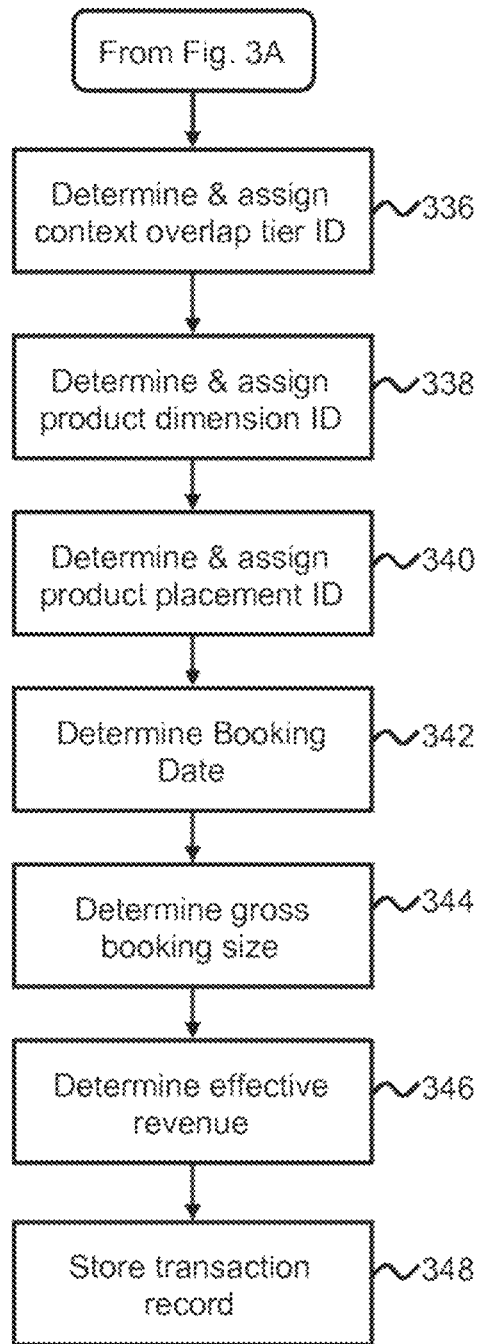 From Fig. 3A
Determine & assign
context overlap tier ID
336
Determine & assign
product dimension ID
338
Determine & assign
product placement ID
340
Determine Booking
Date
342
Determine gross
booking size
344
Determine effective
revenue
346
Store transaction
record
348